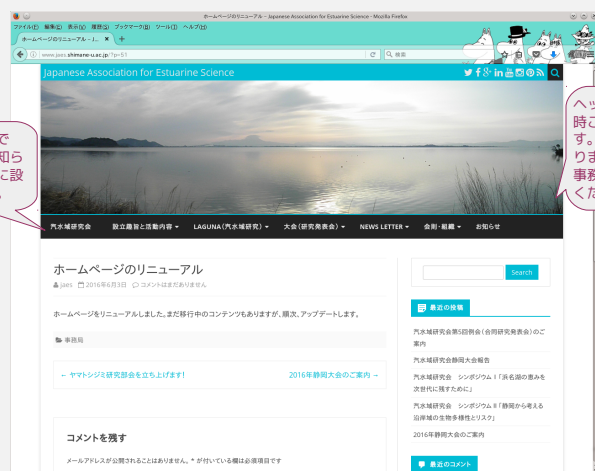 ホームページのリニューアル – Japanese Association for Estuarine Science - Mozilla Firefox
ファイル(F) 編集(E) 表示(V) 履歴(S) ブックマーク(B) ツール(T) ヘルプ(H)
ホームページのリニューアル – J...
www.jaes.shimane-u.ac.jp/?p=51
検索
Japanese Association for Estuarine Science
で
知ら
に設
ヘッ
時こ
す。
りま
事務
くだ
汽水域研究会 設立趣旨と活動内容 LAGUNA(汽水域研究) 大会(研究発表会) NEWS LETTER 会則・組織 お知らせ
ホームページのリニューアル
jaes 2016年6月3日 コメントはまだありません
ホームページをリニューアルしました。まだ移行中のコンテンツもありますが、順次、アップデートします。
事務局
← ヤマトシジミ研究部会を立ち上げます!
2016年静岡大会のご案内 →
コメントを残す
メールアドレスが公開されることはありません。 * が付いている欄は必須項目です
Search
最近の投稿
汽水域研究会第5回例会(合同研究発表会)のご
案内
汽水域研究会静岡大会報告
汽水域研究会 シンポジウム I「浜名湖の恵みを
次世代に残すために」
汽水域研究会 シンポジウム II「静岡から考える
沿岸域の生物多様性とリスク」
2016年静岡大会のご案内
最近のコメント